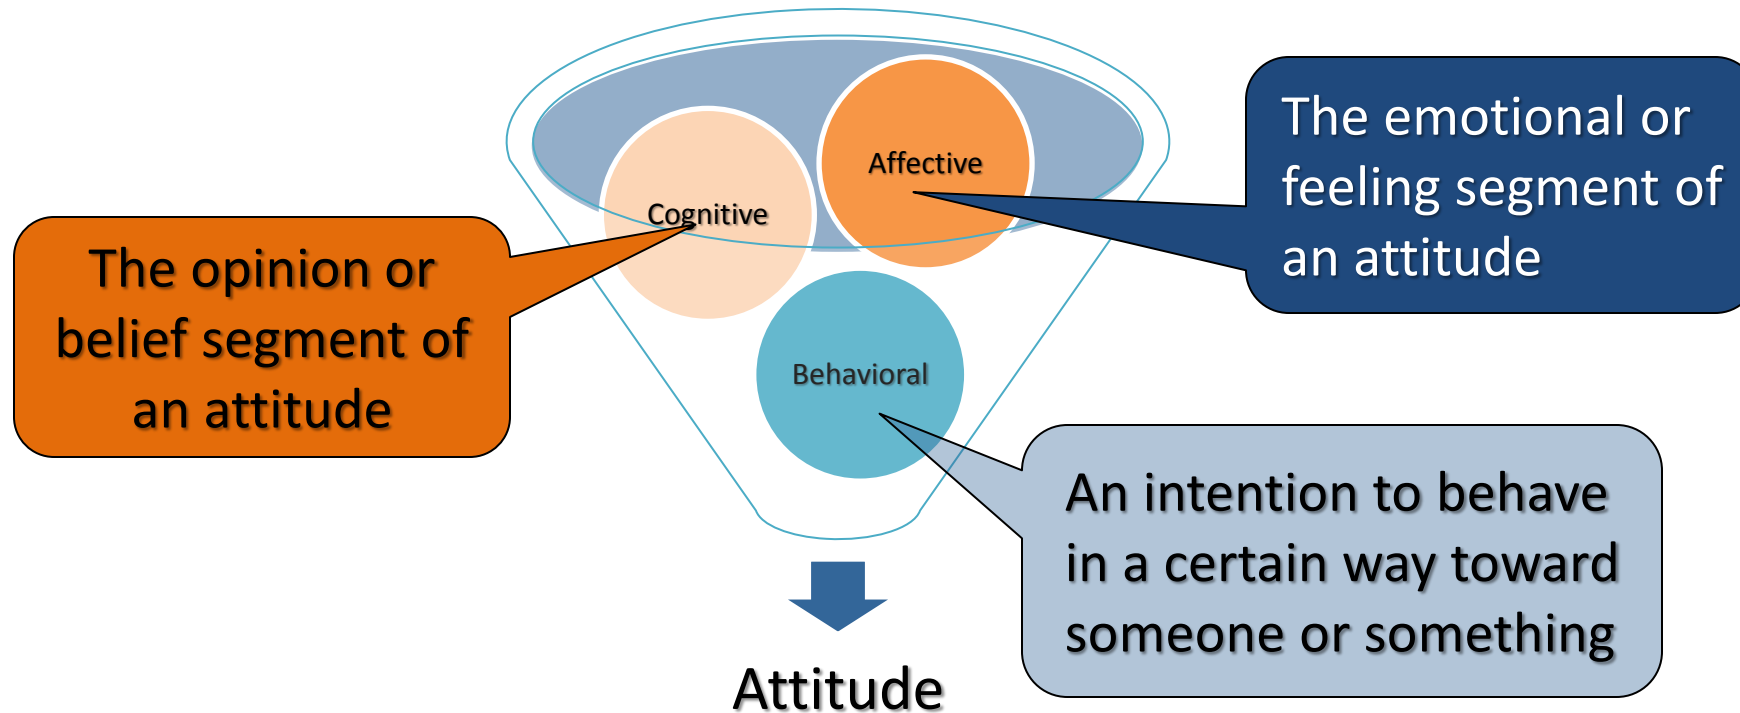 Affective
Cognitive
Behavioral
The emotional or
feeling segment of
an attitude
The opinion or
belief segment of
an attitude
An intention to behave
in a certain way toward
someone or something
Attitude